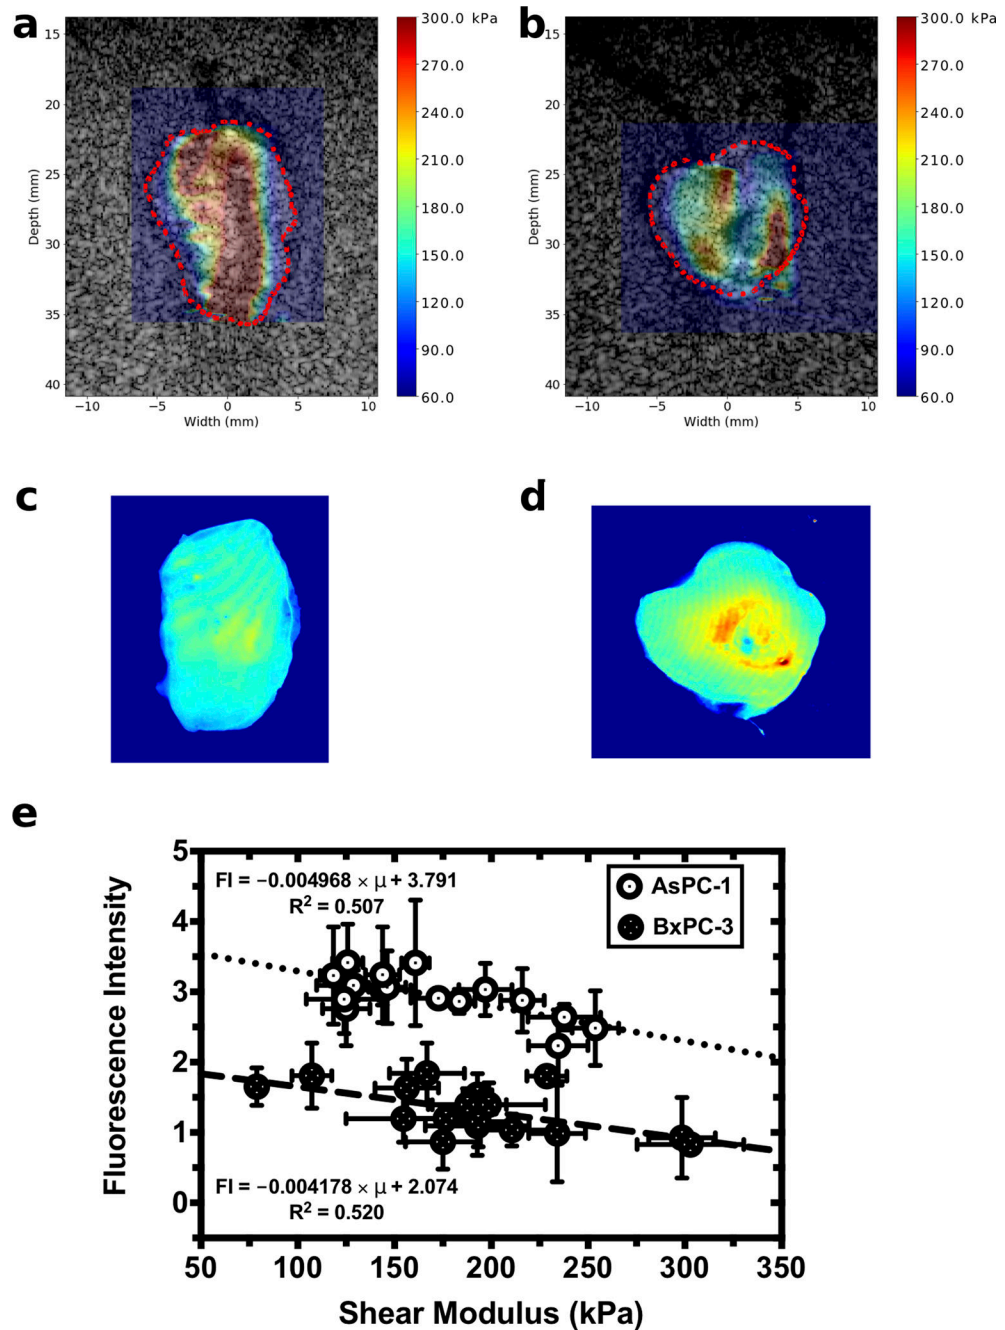 a
300.0 kPa
270.0
240.0
210.0
180.0
150.0
120.0
90.0
60.0
15
20
25
30
35
40
Depth (mm)
−10 −5 0 5 10
Width (mm)
b
300.0 kPa
270.0
240.0
210.0
180.0
150.0
120.0
90.0
60.0
15
20
25
30
35
40
Depth (mm)
−10 −5 0 5 10
Width (mm)
c
d
e
5
4
3
2
1
0
Fluorescence Intensity
FI = −0.004968 × μ + 3.791
R² = 0.507
AsPC-1
BxPC-3
FI = −0.004178 × μ + 2.074
R² = 0.520
50 100 150 200 250 300 350
Shear Modulus (kPa)